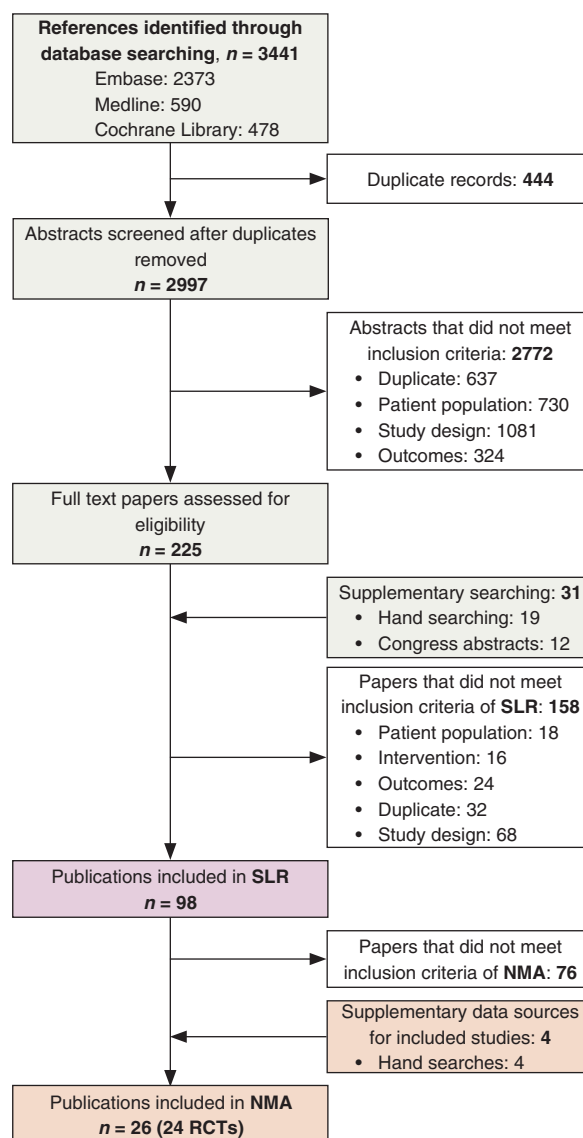 References identified through
database searching, n = 3441
Embase: 2373
Medline: 590
Cochrane Library: 478
Duplicate records: 444
Abstracts screened after duplicates
removed
n = 2997
Abstracts that did not meet
inclusion criteria: 2772
• Duplicate: 637
• Patient population: 730
• Study design: 1081
• Outcomes: 324
Full text papers assessed for
eligibility
n = 225
Supplementary searching: 31
• Hand searching: 19
• Congress abstracts: 12
Papers that did not meet
inclusion criteria of SLR: 158
• Patient population: 18
• Intervention: 16
• Outcomes: 24
• Duplicate: 32
• Study design: 68
Publications included in SLR
n = 98
Papers that did not meet
inclusion criteria of NMA: 76
Supplementary data sources
for included studies: 4
• Hand searches: 4
Publications included in NMA
n = 26 (24 RCTs)